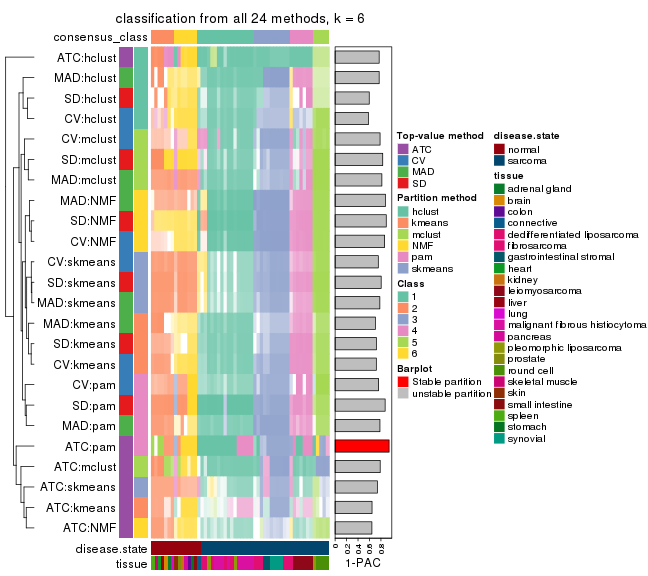 classification from all 24 methods, k = 6
consensus_class
ATC:hclust
MAD:hclust
SD:hclust
CV:hclust
CV:mclust
SD:mclust
MAD:mclust
MAD:NMF
SD:NMF
CV:NMF
CV:skmeans
SD:skmeans
MAD:skmeans
MAD:kmeans
SD:kmeans
CV:kmeans
CV:pam
SD:pam
MAD:pam
ATC:pam
ATC:mclust
ATC:skmeans
ATC:kmeans
ATC:NMF
disease.state
tissue
0 0.2 0.4 0.6 0.8
1-PAC
Top-value method
ATC
CV
MAD
SD
Partition method
hclust
kmeans
mclust
NMF
pam
skmeans
Class
1
2
3
4
5
6
Barplot
Stable partition
unstable partition
disease.state
normal
sarcoma
tissue
adrenal gland
brain
colon
connective
dedifferentiated liposarcoma
fibrosarcoma
gastrointestinal stromal
heart
kidney
leiomyosarcoma
liver
lung
malignant fibrous histiocytoma
pancreas
pleomorphic liposarcoma
prostate
round cell
skeletal muscle
skin
small intestine
spleen
stomach
synovial